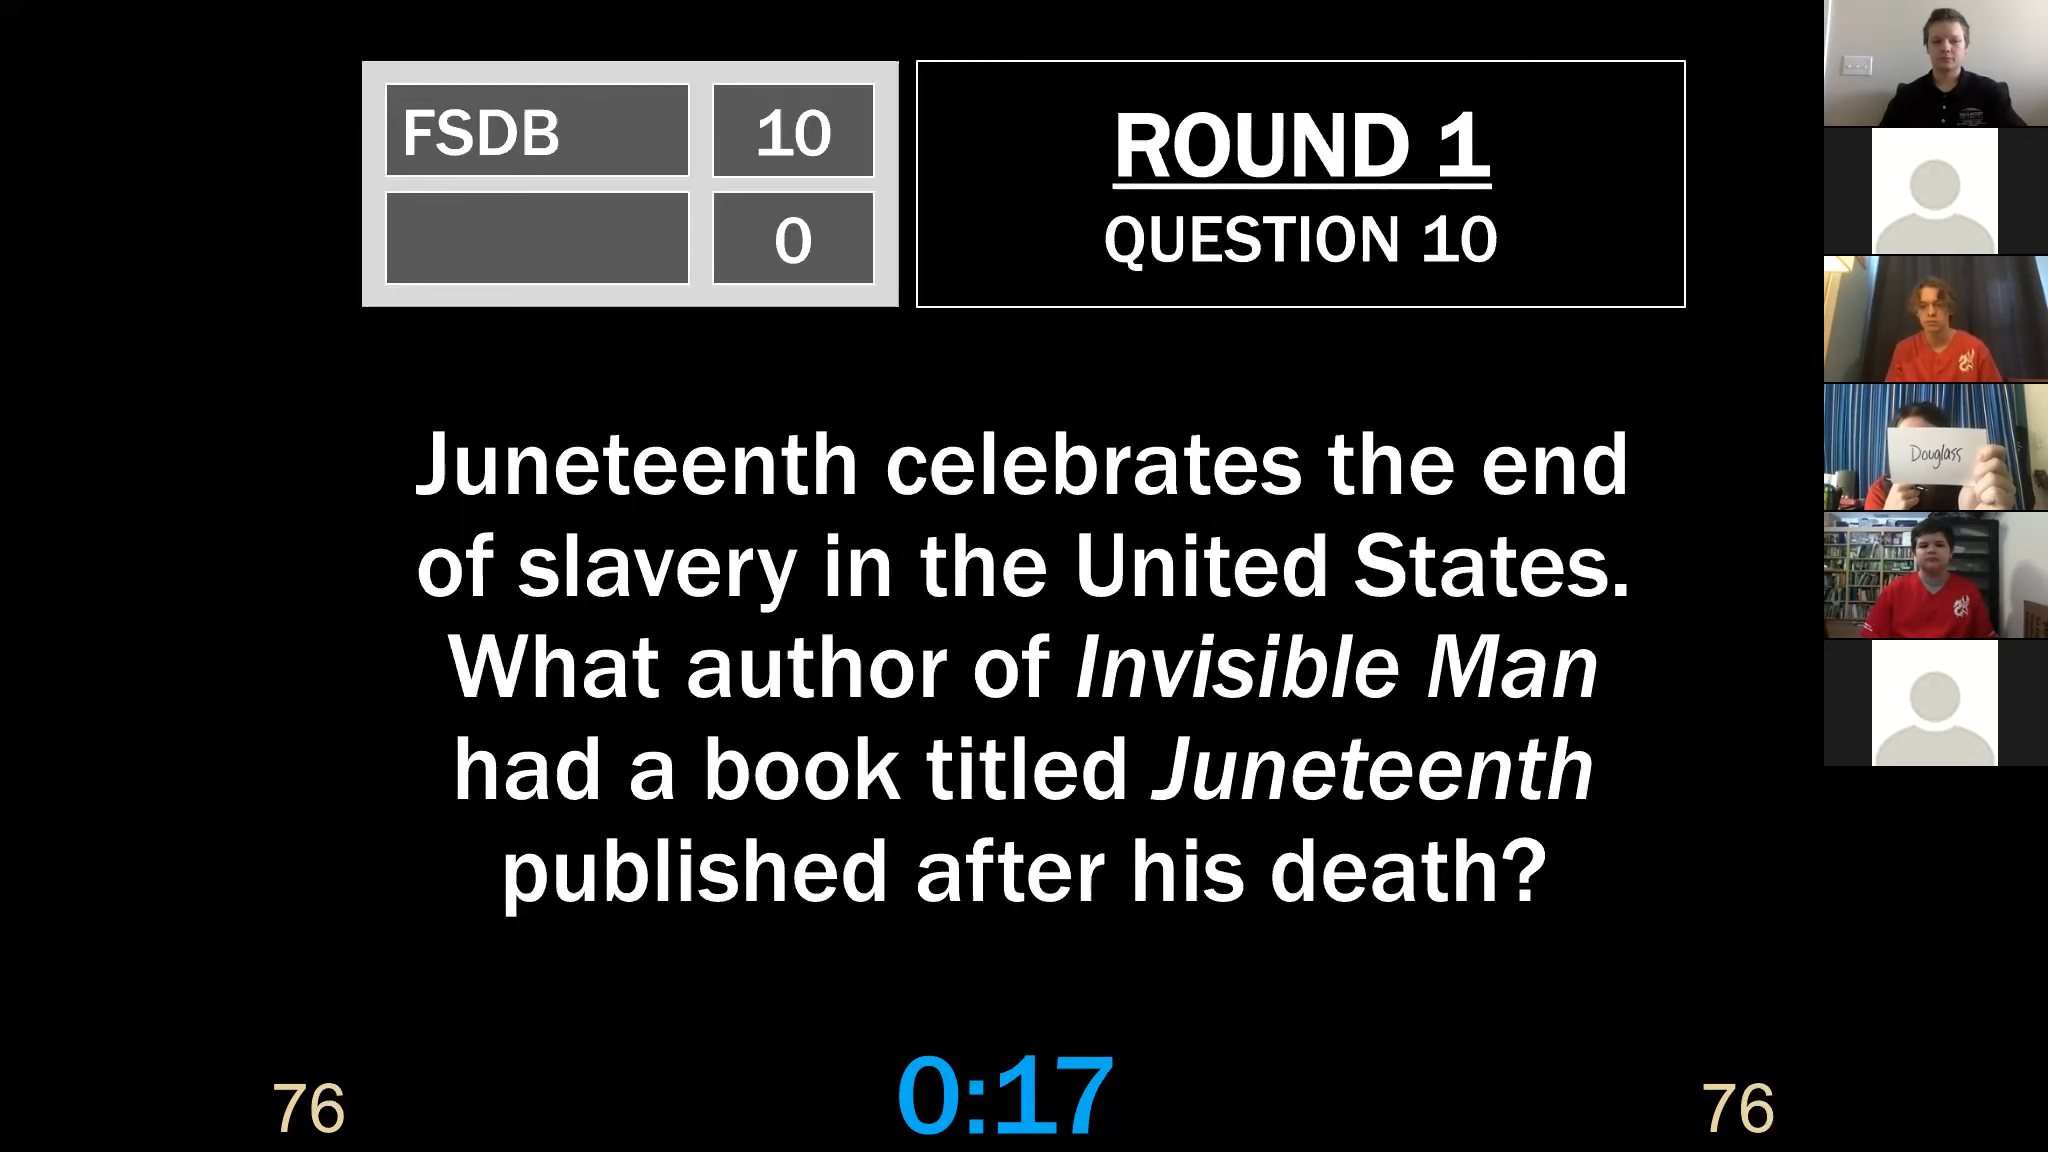 FSDB
10
0
ROUND 1
QUESTION 10
Juneteenth celebrates the end
of slavery in the United States.
What author of Invisible Man
had a book titled Juneteenth
published after his death?
76
0:17
76
Douglass